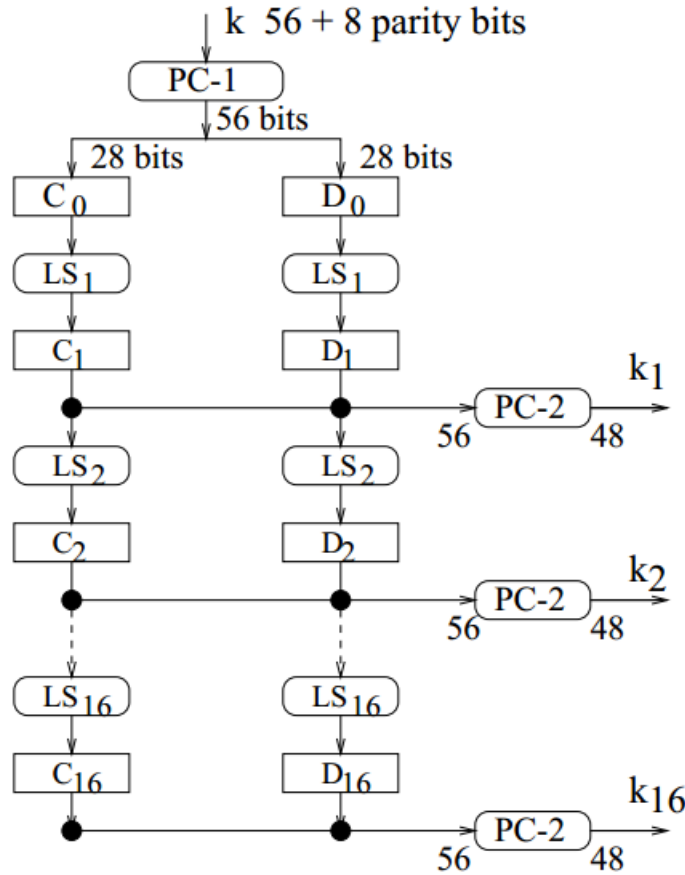 k 56 + 8 parity bits
PC-1
56 bits
28 bits 28 bits
C0 D0
LS1 LS1
C1 D1
k1
PC-2
56 48
LS2 LS2
C2 D2
k2
PC-2
56 48
LS16 LS16
C16 D16
k16
PC-2
56 48